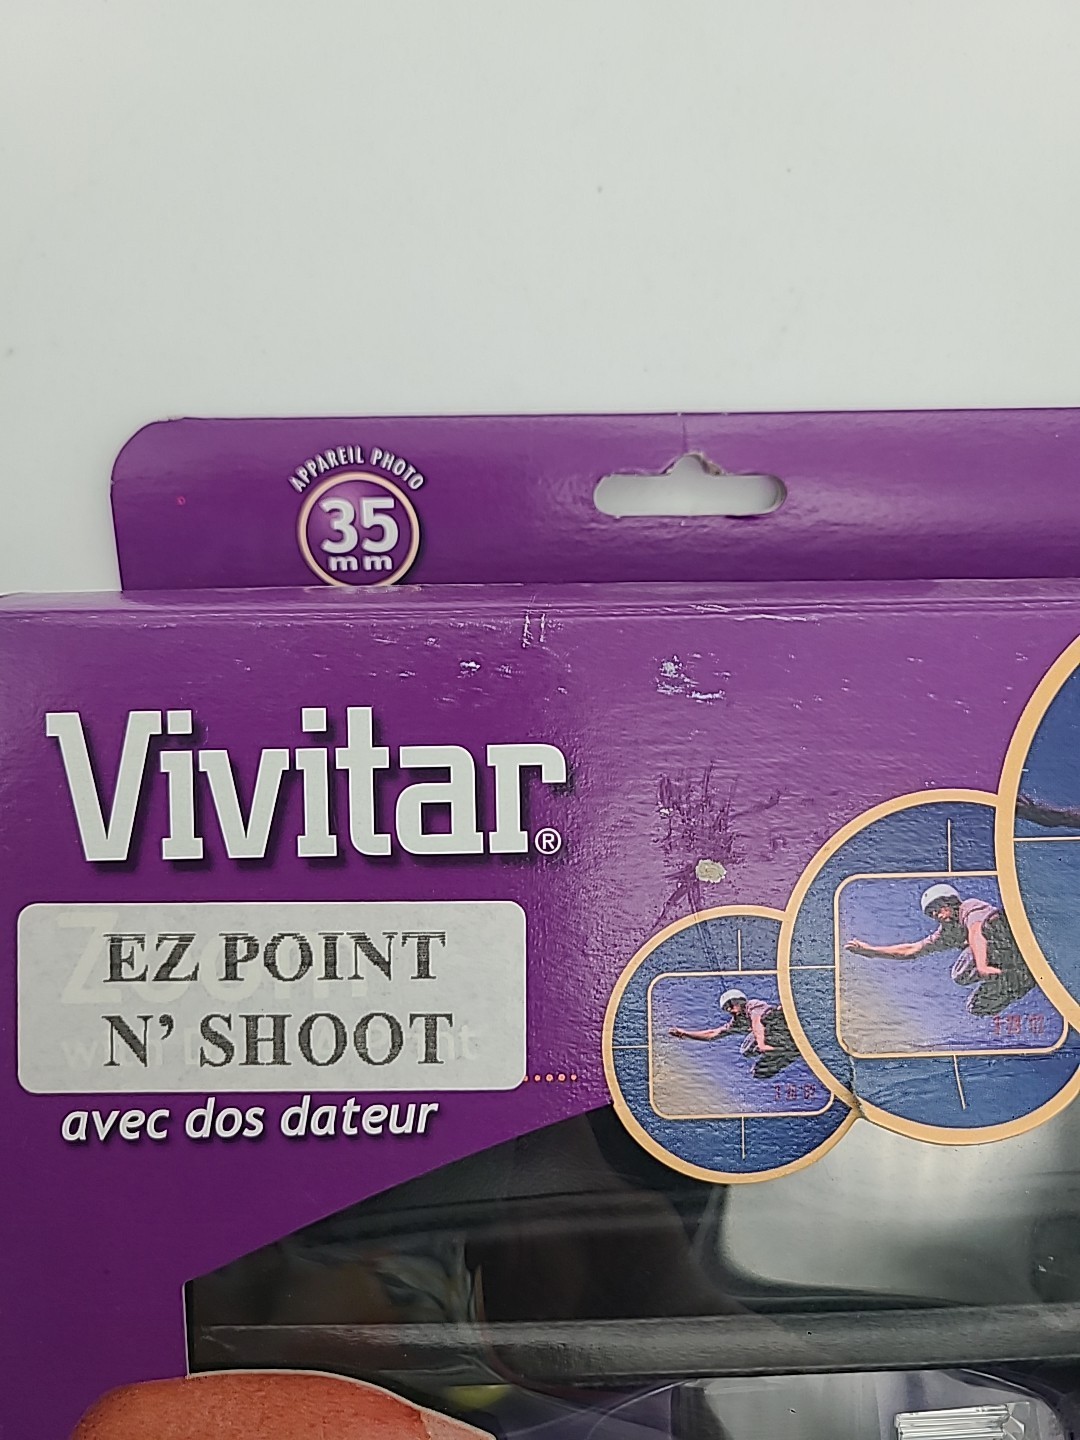 APPAREIL PHOTO
35
mm
Vivitar®
EZ POINT
N' SHOOT
avec dos dateur